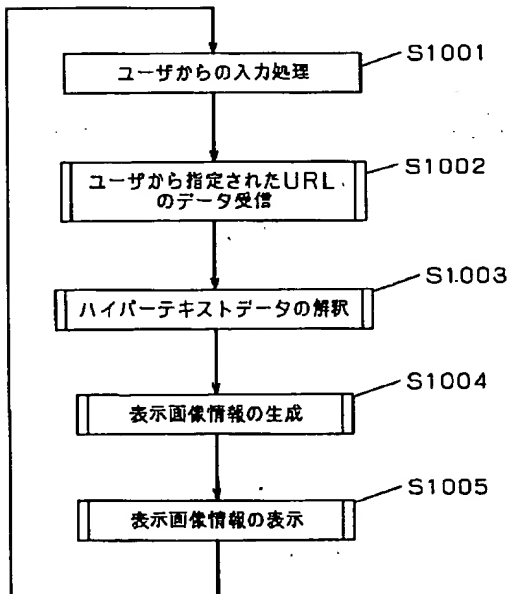 ユーザからの入力処理
S1001
ユーザから指定されたURL
のデータ受信
S1002
ハイパーテキストデータの解釈
S1003
表示画像情報の生成
S1004
表示画像情報の表示
S1005